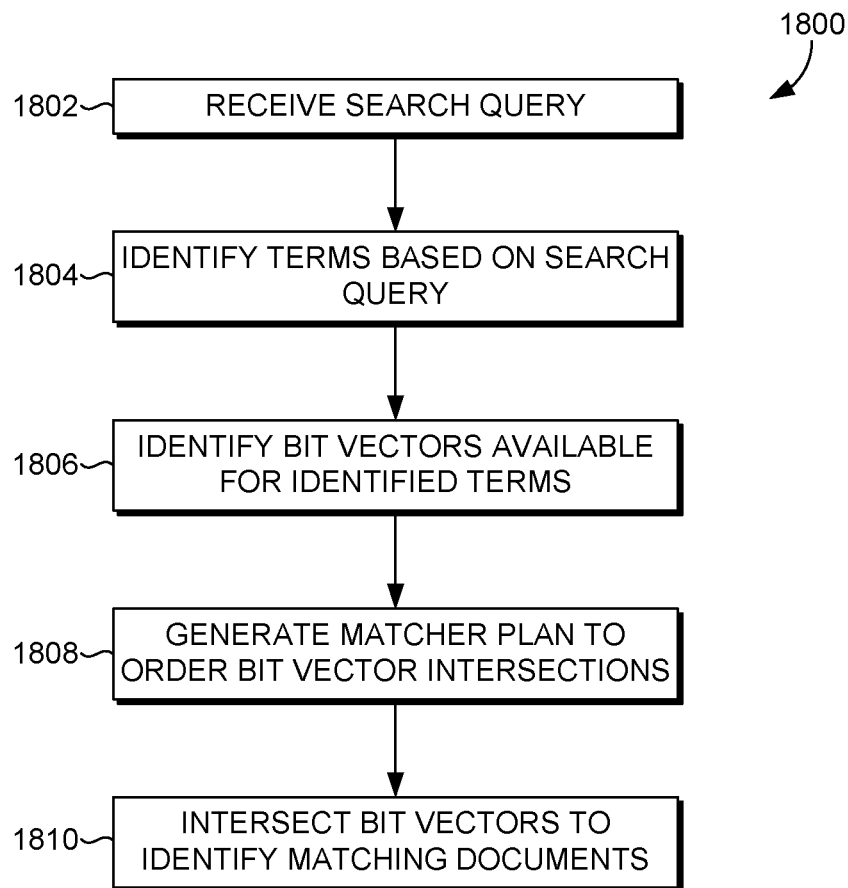 1800
1802
RECEIVE SEARCH QUERY
1804
IDENTIFY TERMS BASED ON SEARCH
QUERY
1806
IDENTIFY BIT VECTORS AVAILABLE
FOR IDENTIFIED TERMS
1808
GENERATE MATCHER PLAN TO
ORDER BIT VECTOR INTERSECTIONS
1810
INTERSECT BIT VECTORS TO
IDENTIFY MATCHING DOCUMENTS